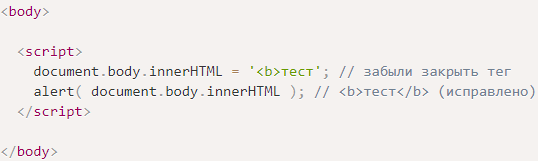 <body>
<script>
document.body.innerHTML = '<b>тест'; // забыли закрыть тег
alert( document.body.innerHTML ); // <b>тест</b> (исправлено)
</script>
</body>